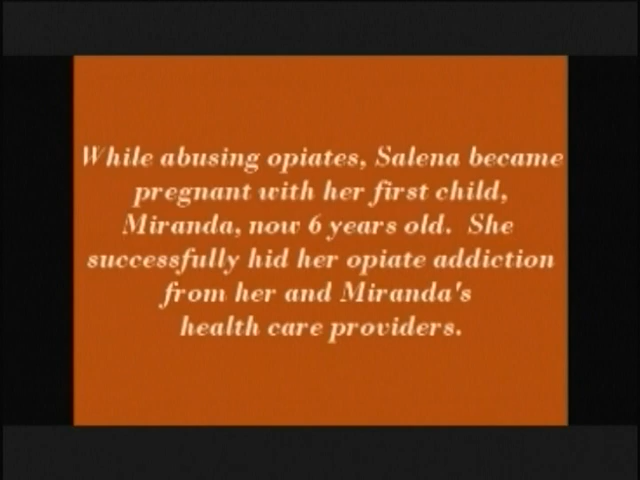 While abusing opiates, Salena became
pregnant with her first child,
Miranda, now 6 years old.  She
successfully hid her opiate addiction
from her and Miranda's
health care providers.